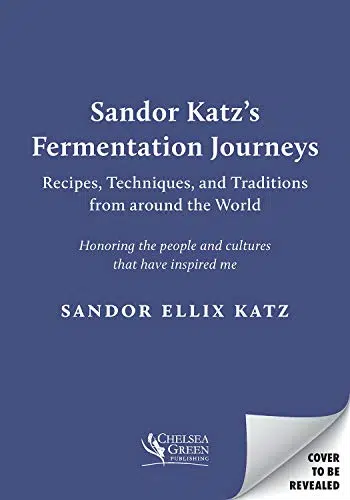 Sandor Katz's
Fermentation Journeys
Recipes, Techniques, and Traditions
from around the World
Honoring the people and cultures
that have inspired me
SANDOR ELLIX KATZ
CHELSEA
GREEN
PUBLISHING
COVER
TO BE
REVEALED